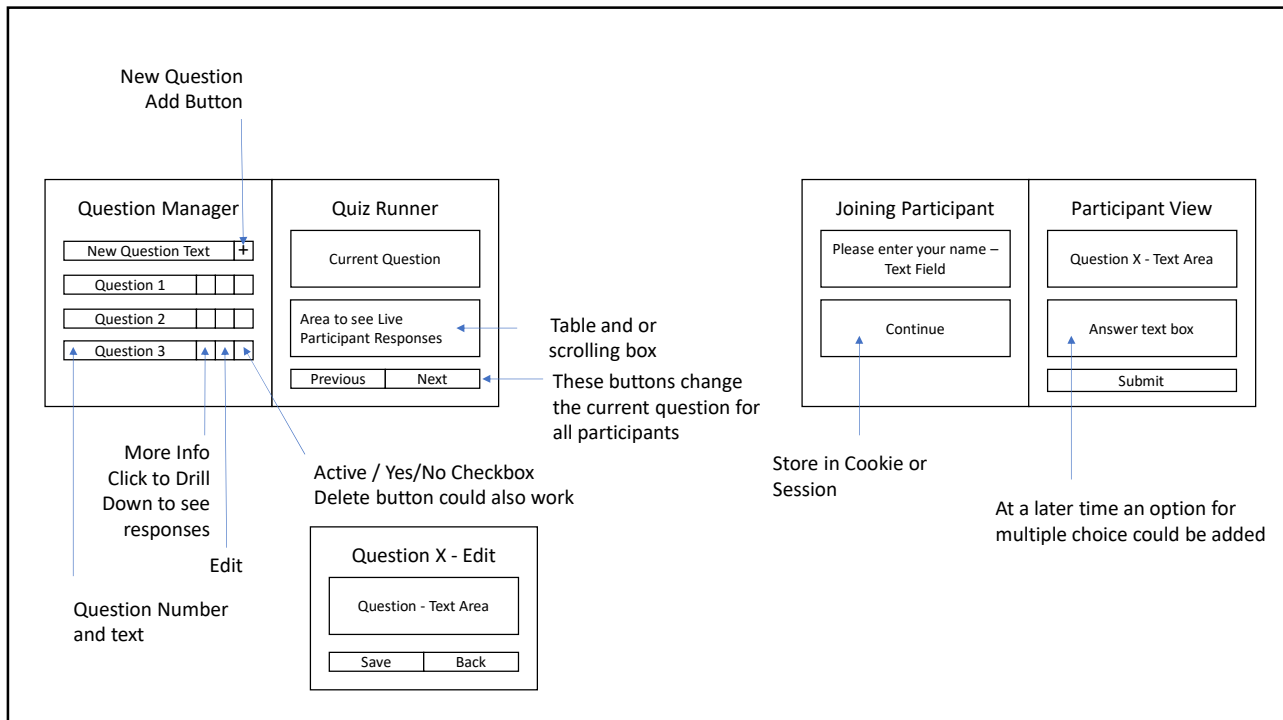 New Question
Add Button
Question Manager
New Question Text
+
Question 1
Question 2
Question 3
Quiz Runner
Current Question
Area to see Live
Participant Responses
Previous
Next
Table and or
scrolling box
These buttons change
the current question for
all participants
More Info
Click to Drill
Down to see
responses
Edit
Question Number
and text
Active / Yes/No Checkbox
Delete button could also work
Question X - Edit
Question - Text Area
Save
Back
Joining Participant
Please enter your name –
Text Field
Continue
Store in Cookie or
Session
Participant View
Question X - Text Area
Answer text box
Submit
At a later time an option for
multiple choice could be added